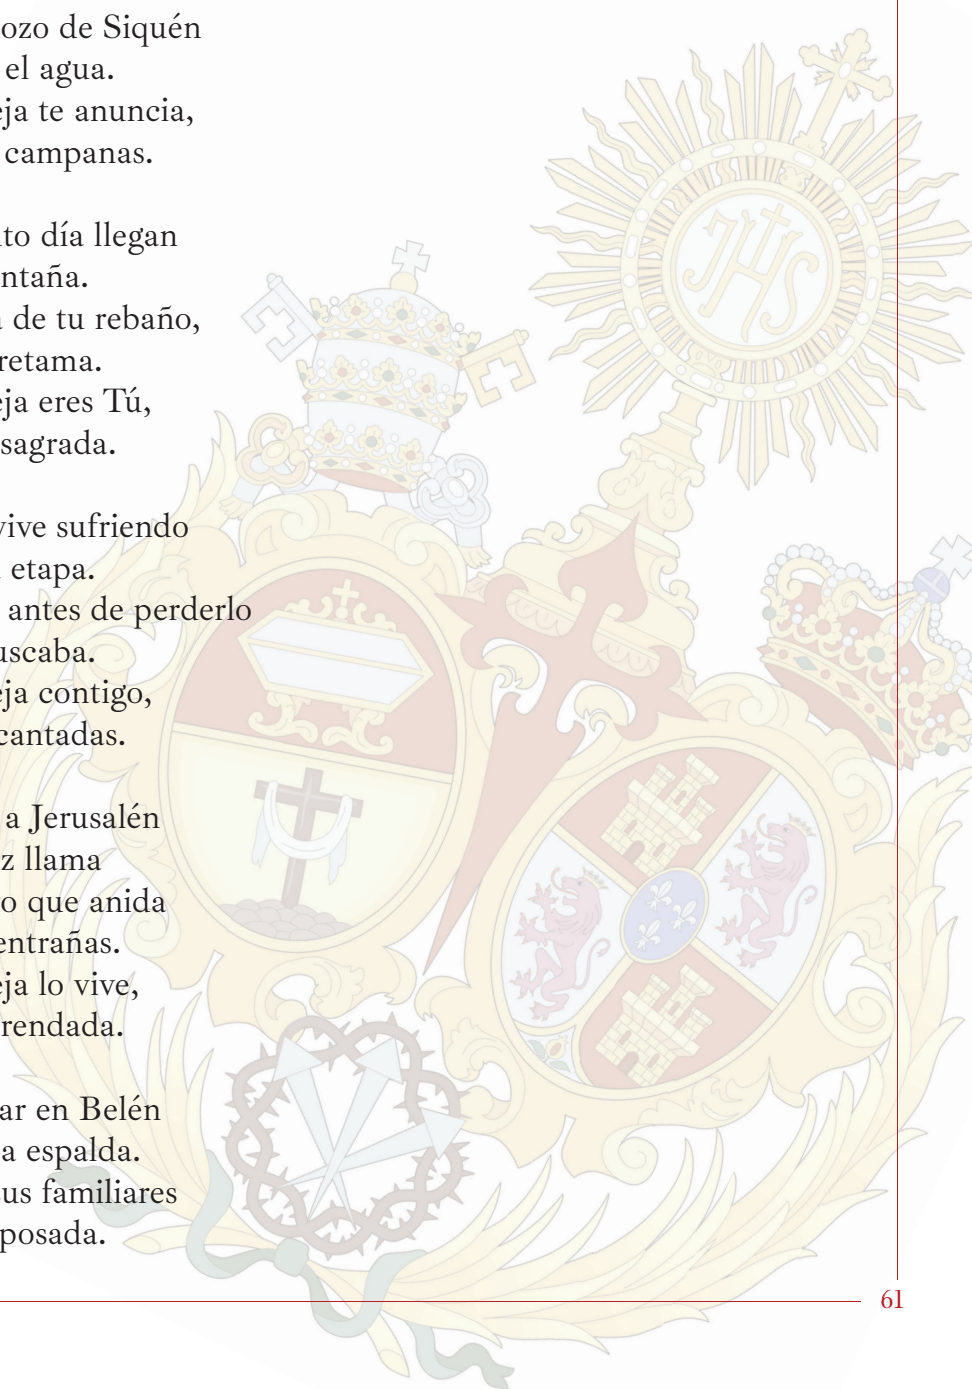 ozo de Siquén
el agua.
eja te anuncia,
campanas.
to día llegan
ntaña.
a de tu rebaño,
retama.
eja eres Tú,
sagrada.
vive sufriendo
a etapa.
antes de perderlo
uscaba.
eja contigo,
cantadas.
a Jerusalén
z llama
o que anida
entrañas.
eja lo vive,
rendada.
ar en Belén
a espalda.
sus familiares
posada.
JHS
61